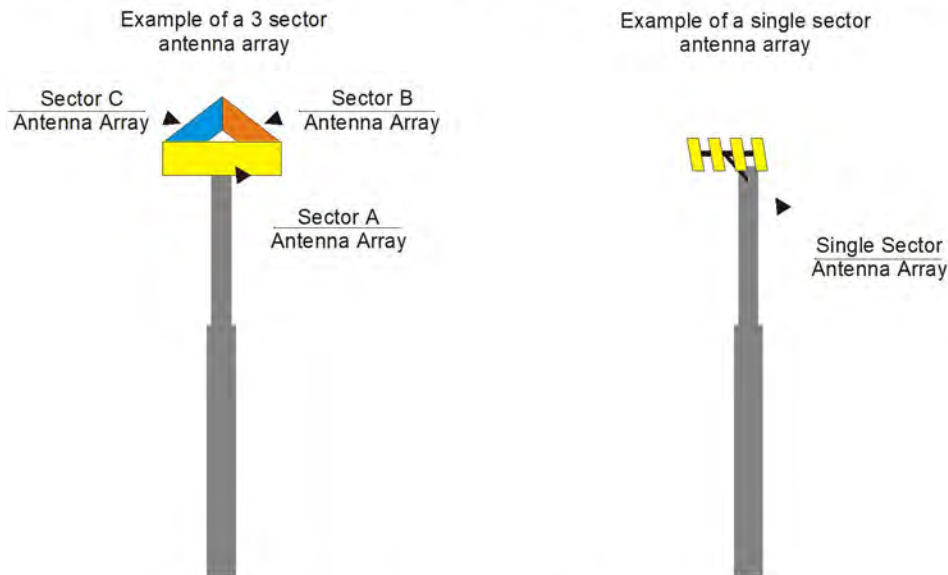 Example of a 3 sector
antenna array
Sector C
Antenna Array
Sector B
Antenna Array
Sector A
Antenna Array
Example of a single sector
antenna array
Single Sector
Antenna Array